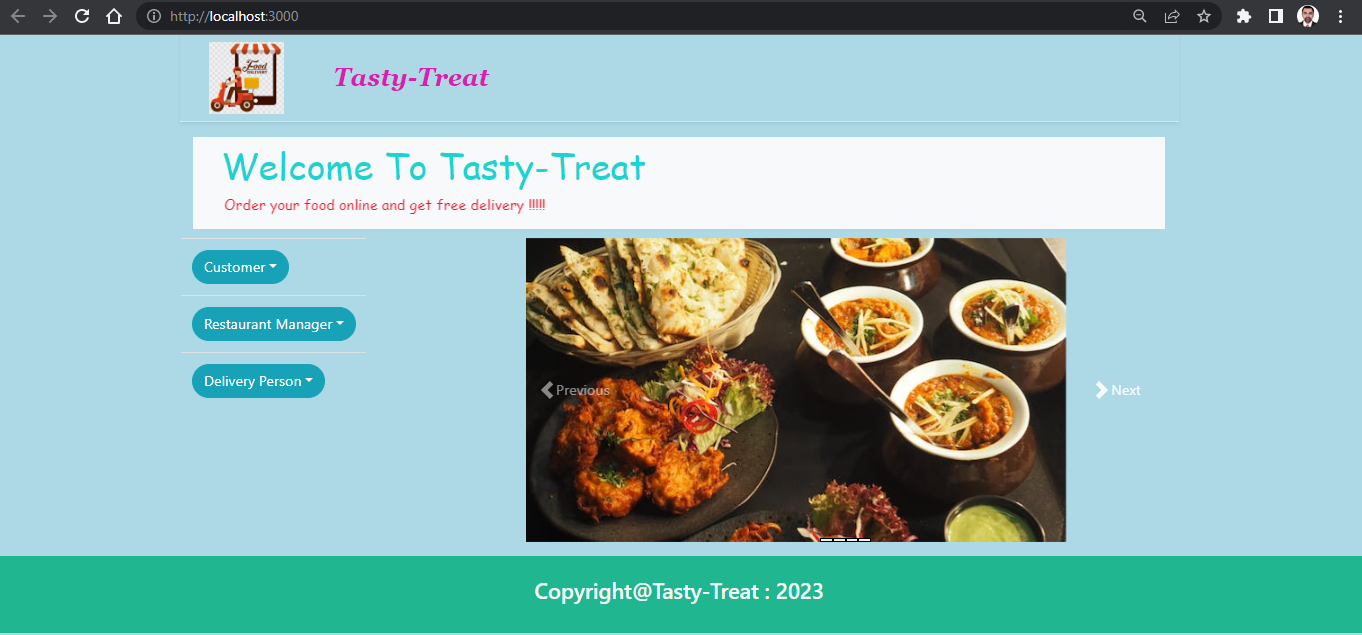 http://localhost:3000
Food
DELIVERY
Tasty-Treat
Welcome To Tasty-Treat
Order your food online and get free delivery !!!!!
Customer
Restaurant Manager
Delivery Person
Previous
Next
Copyright@Tasty-Treat : 2023